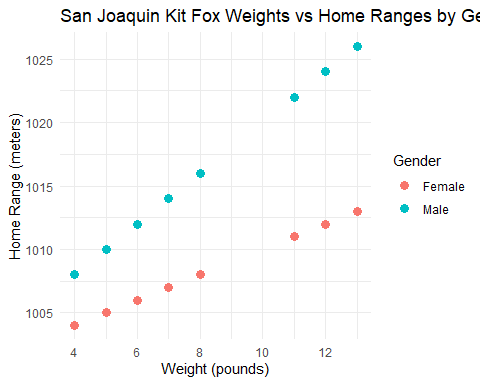 San Joaquin Kit Fox Weights vs Home Ranges by Ge
1025
1020
1015
1010
1005
Home Range (meters)
4 6 8 10 12
Weight (pounds)
Gender
Female
Male